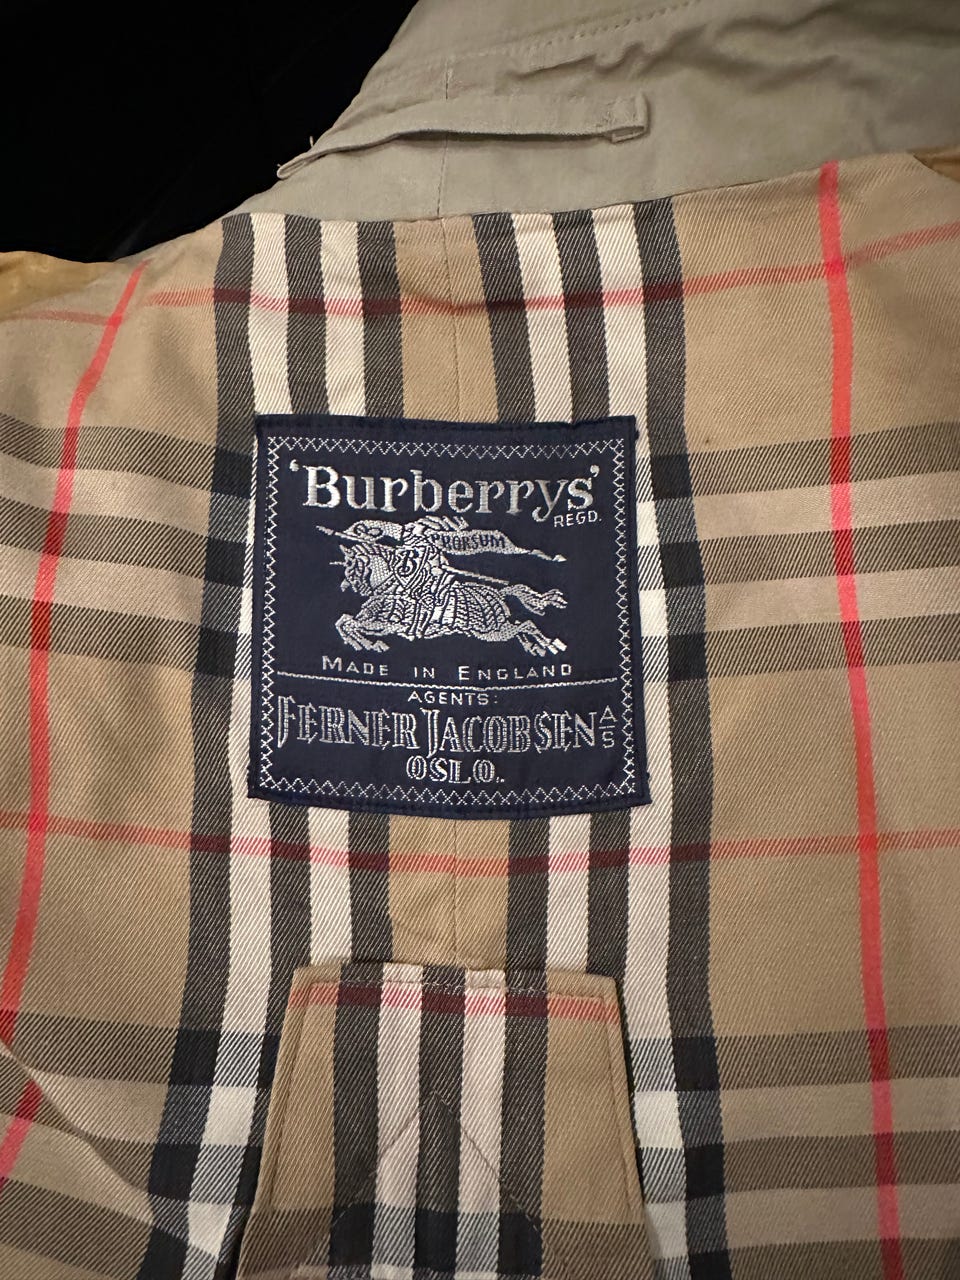 'Burberrys'
REGD.
PRORSUM
B
MADE IN ENGLAND
AGENTS:
FERNER JACOBSEN A/S
OSLO.